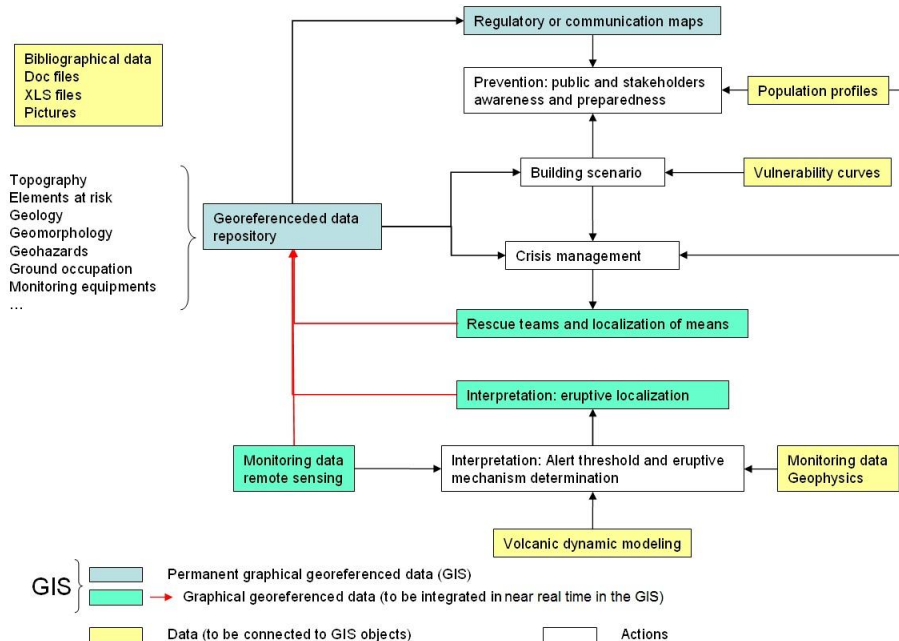 Regulatory or communication maps
Bibliographical data
Doc files
XLS files
Pictures
Prevention: public and stakeholders
awareness and preparedness
Population profiles
Building scenario
Vulnerability curves
Topography
Elements at risk
Geology
Geomorphology
Geohazards
Ground occupation
Monitoring equipments
...
Georeferenceded data
repository
Crisis management
Rescue teams and localization of means
Interpretation: eruptive localization
Monitoring data
remote sensing
Interpretation: Alert threshold and eruptive
mechanism determination
Monitoring data
Geophysics
Volcanic dynamic modeling
GIS
Permanent graphical georeferenced data (GIS)
Graphical georeferenced data (to be integrated in near real time in the GIS)
Data (to be connected to GIS objects)
Actions